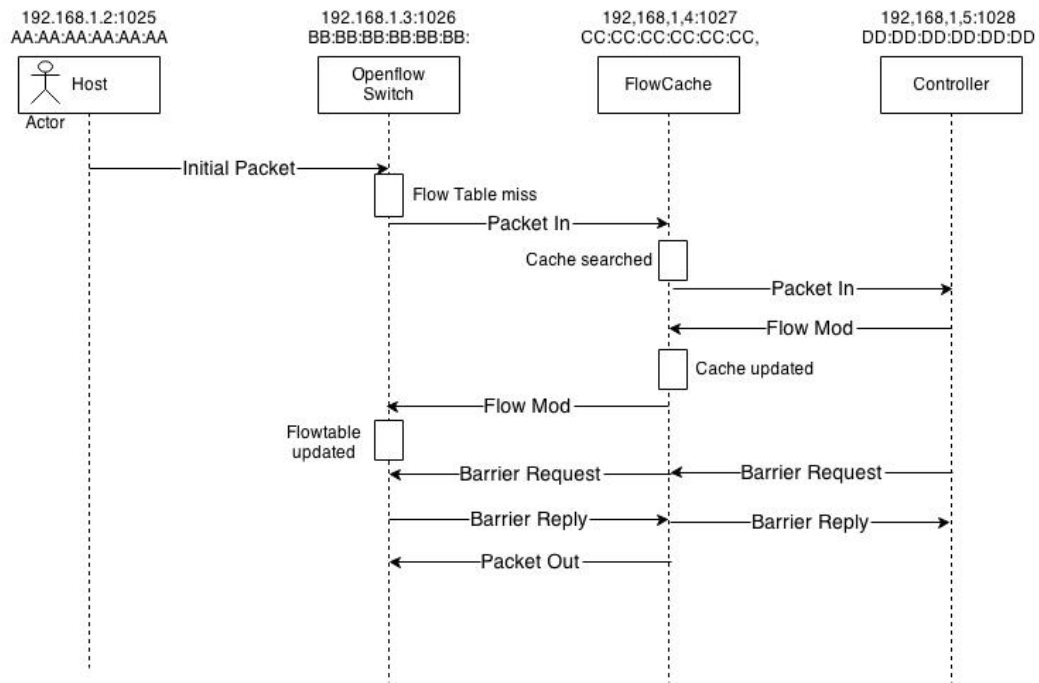 192.168.1.2:1025
AA:AA:AA:AA:AA:AA
192.168.1.3:1026
BB:BB:BB:BB:BB:BB:
192,168,1,4:1027
CC:CC:CC:CC:CC:CC,
192,168,1,5:1028
DD:DD:DD:DD:DD:DD
Host
Actor
Openflow
Switch
FlowCache
Controller
Initial Packet
Flow Table miss
Packet In
Cache searched
Packet In
Flow Mod
Cache updated
Flow Mod
Flowtable
updated
Barrier Request
Barrier Request
Barrier Reply
Barrier Reply
Packet Out